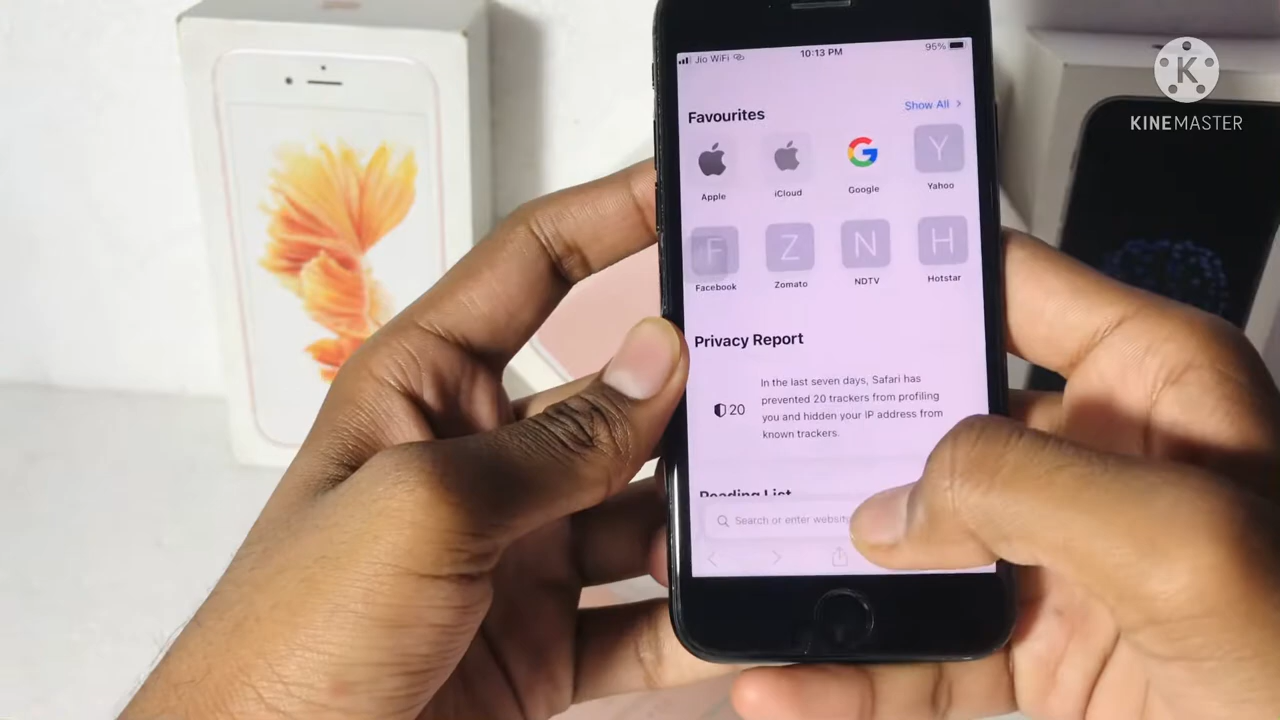 Jio WiFi
10:13 PM
95%
Favourites
Show All >
Apple
iCloud
G
Google
Y
Yahoo
F
Facebook
Z
Zomato
N
NDTV
H
Hotstar
Privacy Report
20
In the last seven days, Safari has
prevented 20 trackers from profiling
you and hidden your IP address from
known trackers.
Reading List
Search or enter website
K
KINEMASTER